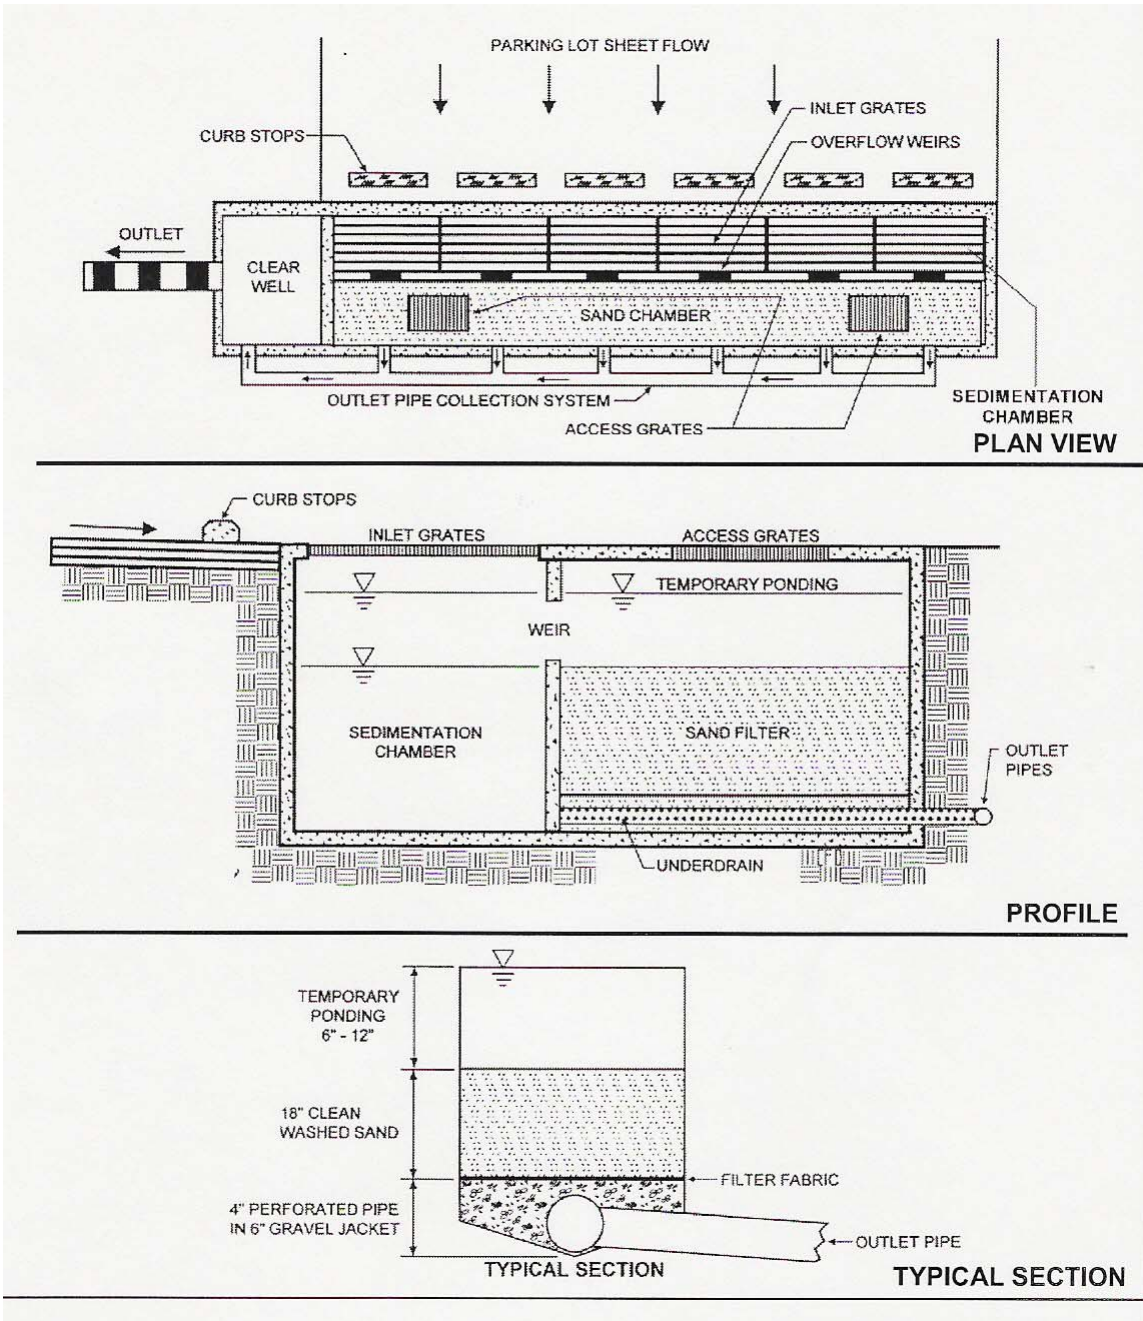 PARKING LOT SHEET FLOW
INLET GRATES
CURB STOPS
OVERFLOW WEIRS
OUTLET
CLEAR
WELL
SAND CHAMBER
SEDIMENTATION
CHAMBER
OUTLET PIPE COLLECTION SYSTEM
ACCESS GRATES
PLAN VIEW
CURB STOPS
INLET GRATES
ACCESS GRATES
TEMPORARY PONDING
WEIR
SEDIMENTATION
CHAMBER
SAND FILTER
OUTLET
PIPES
UNDERDRAIN
PROFILE
TEMPORARY
PONDING
6" - 12"
18" CLEAN
WASHED SAND
FILTER FABRIC
4" PERFORATED PIPE
IN 6" GRAVEL JACKET
OUTLET PIPE
TYPICAL SECTION
TYPICAL SECTION